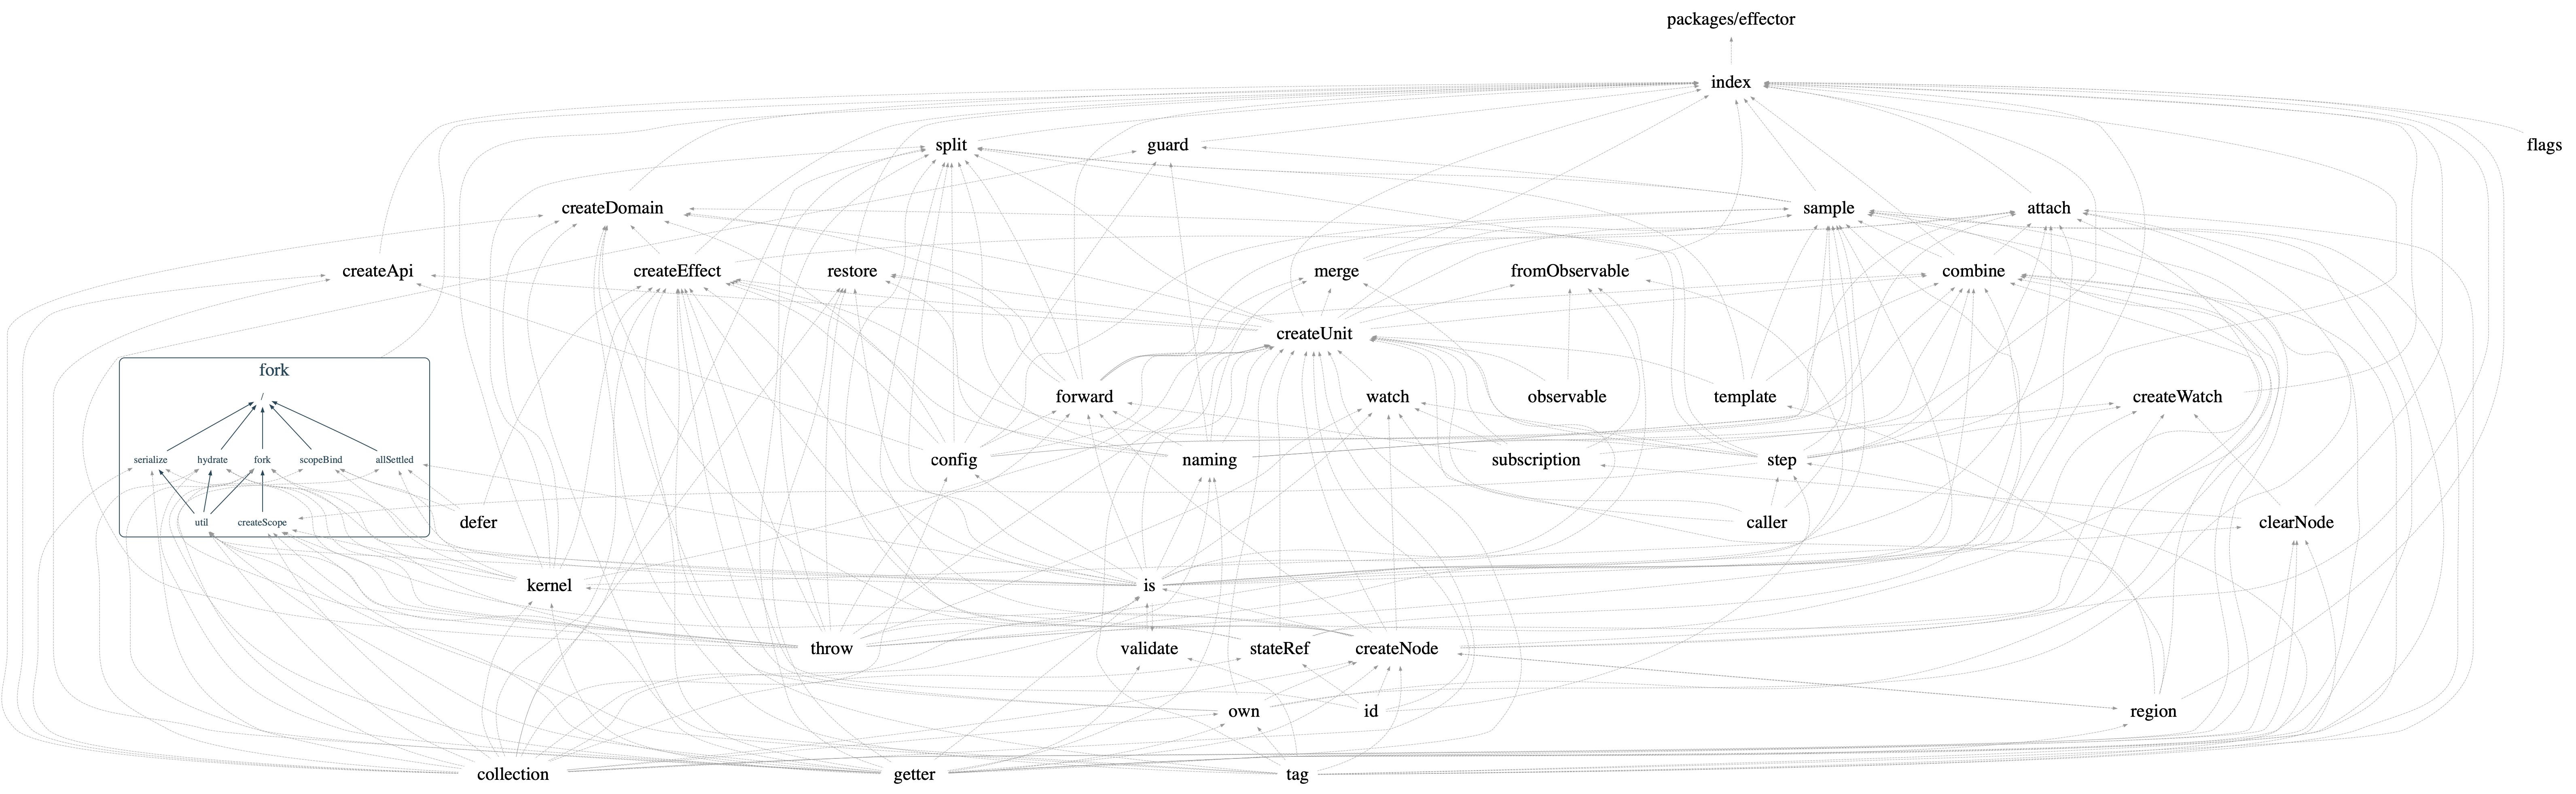 packages/effector
index
split
guard
flags
createDomain
sample
attach
createApi
createEffect
restore
merge
fromObservable
combine
createUnit
fork
/
forward
watch
observable
template
createWatch
serialize
hydrate
fork
scopeBind
allSettled
config
naming
subscription
step
util
createScope
defer
caller
clearNode
kernel
is
throw
validate
stateRef
createNode
own
id
region
collection
getter
tag